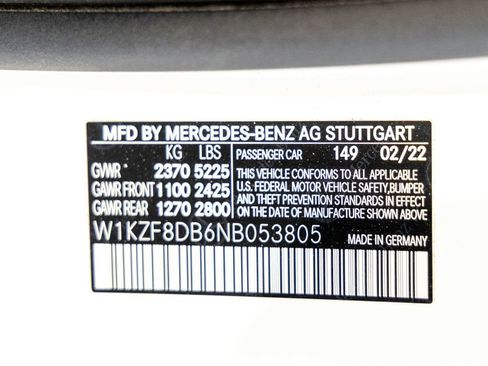 MFD BY MERCEDES-BENZ AG STUTTGART
KG LBS PASSENGER CAR 149 02/22
GVWR 2370 5225 THIS VEHICLE CONFORMS TO ALL APPLICABLE
GAWR FRONT 1100 2425 U.S. FEDERAL MOTOR VEHICLE SAFETY, BUMPER
GAWR REAR 1270 2800 AND THEFT PREVENTION STANDARDS IN EFFECT
ON THE DATE OF MANUFACTURE SHOWN ABOVE.
W1KZF8DB6NB053805 MADE IN GERMANY